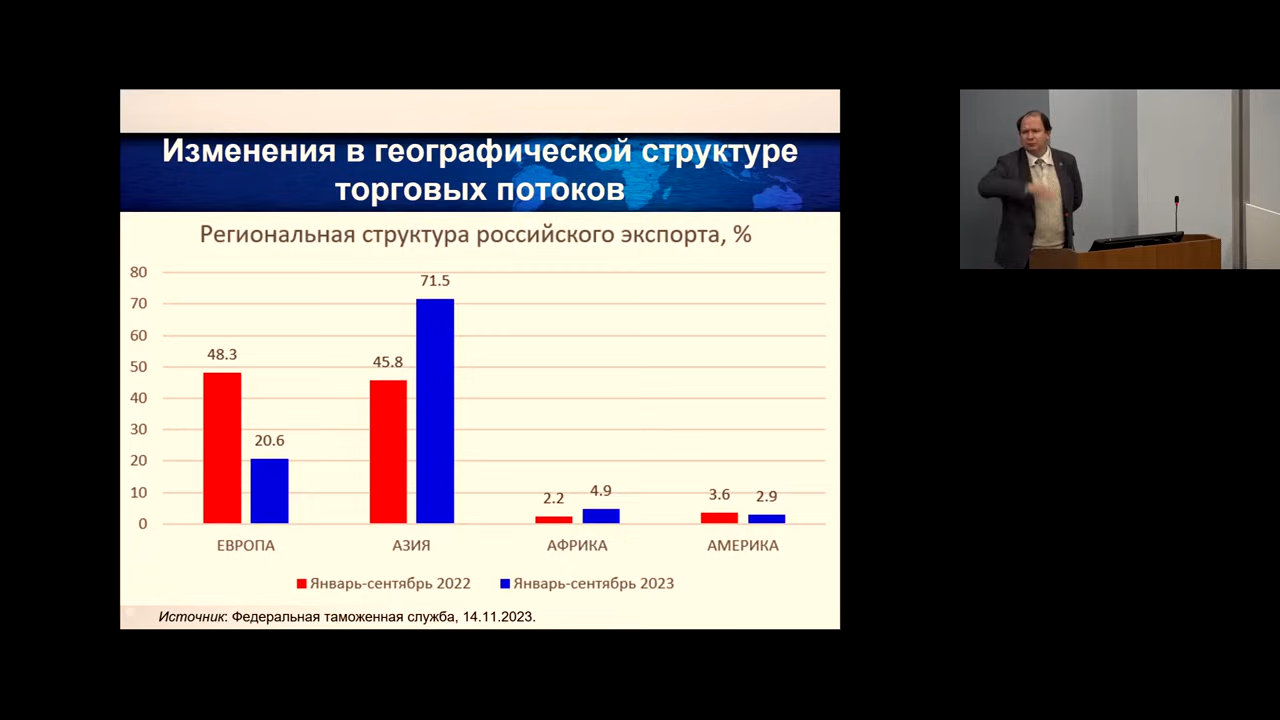 Изменения в географической структуре
торговых потоков
Региональная структура российского экспорта, %
80
70
60
50
40
30
20
10
0
48.3
20.6
45.8
71.5
2.2
4.9
3.6
2.9
ЕВРОПА
АЗИЯ
АФРИКА
АМЕРИКА
Январь-сентябрь 2022
Январь-сентябрь 2023
Источник: Федеральная таможенная служба, 14.11.2023.